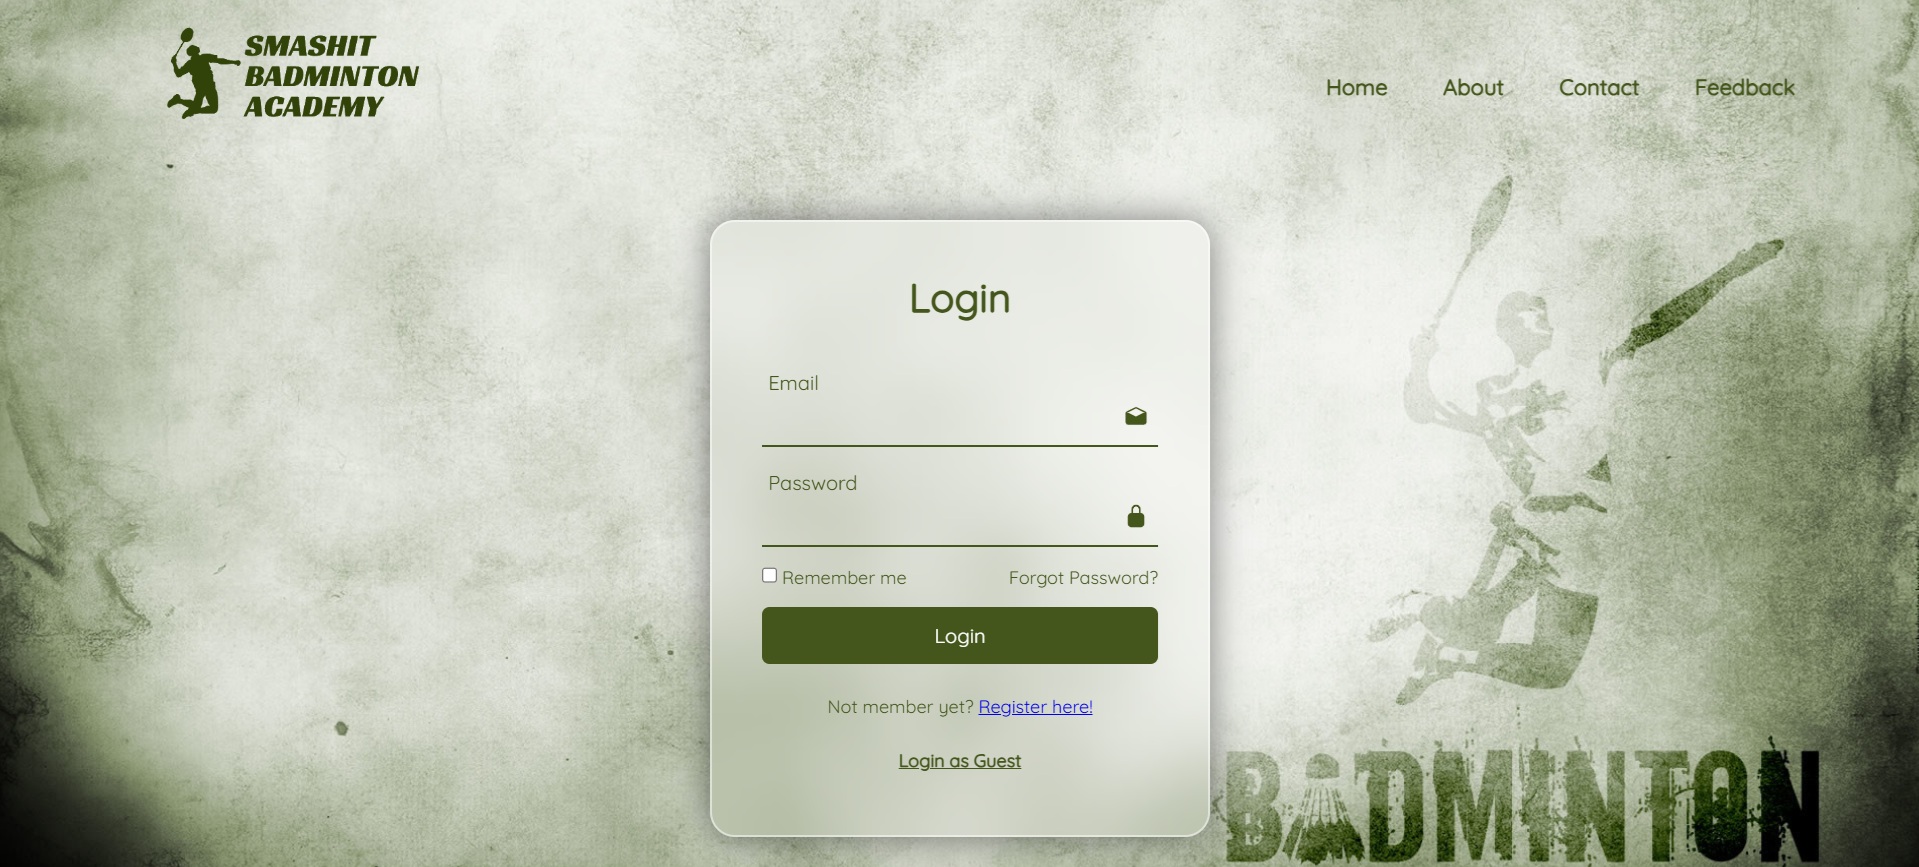 SMASHIT
BADMINTON
ACADEMY
Home About Contact Feedback
Login
Email
Password
Remember me Forgot Password?
Login
Not member yet? Register here!
Login as Guest
BADMINTON